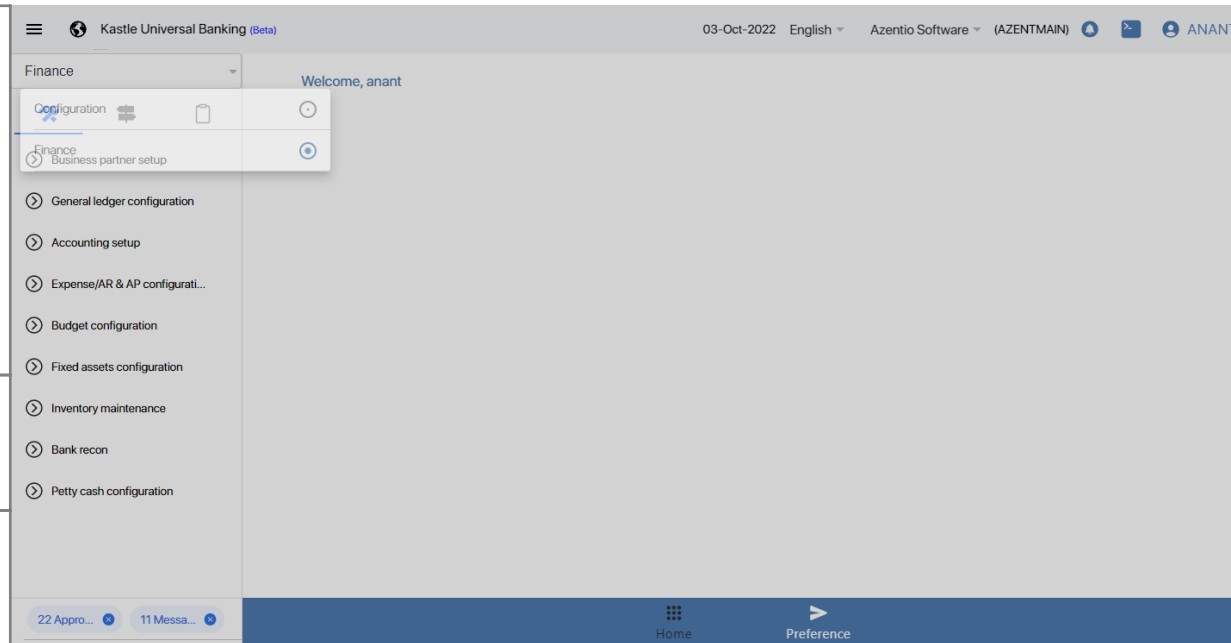 Kastle Universal Banking (Beta) 03-Oct-2022 English Azentio Software (AZENTMAIN) ANANT
Finance
Welcome, anant
Configuration
Finance
Business partner setup
General ledger configuration
Accounting setup
Expense/AR & AP configurati...
Budget configuration
Fixed assets configuration
Inventory maintenance
Bank recon
Petty cash configuration
22 Appro... 11 Messa...
Home Preference